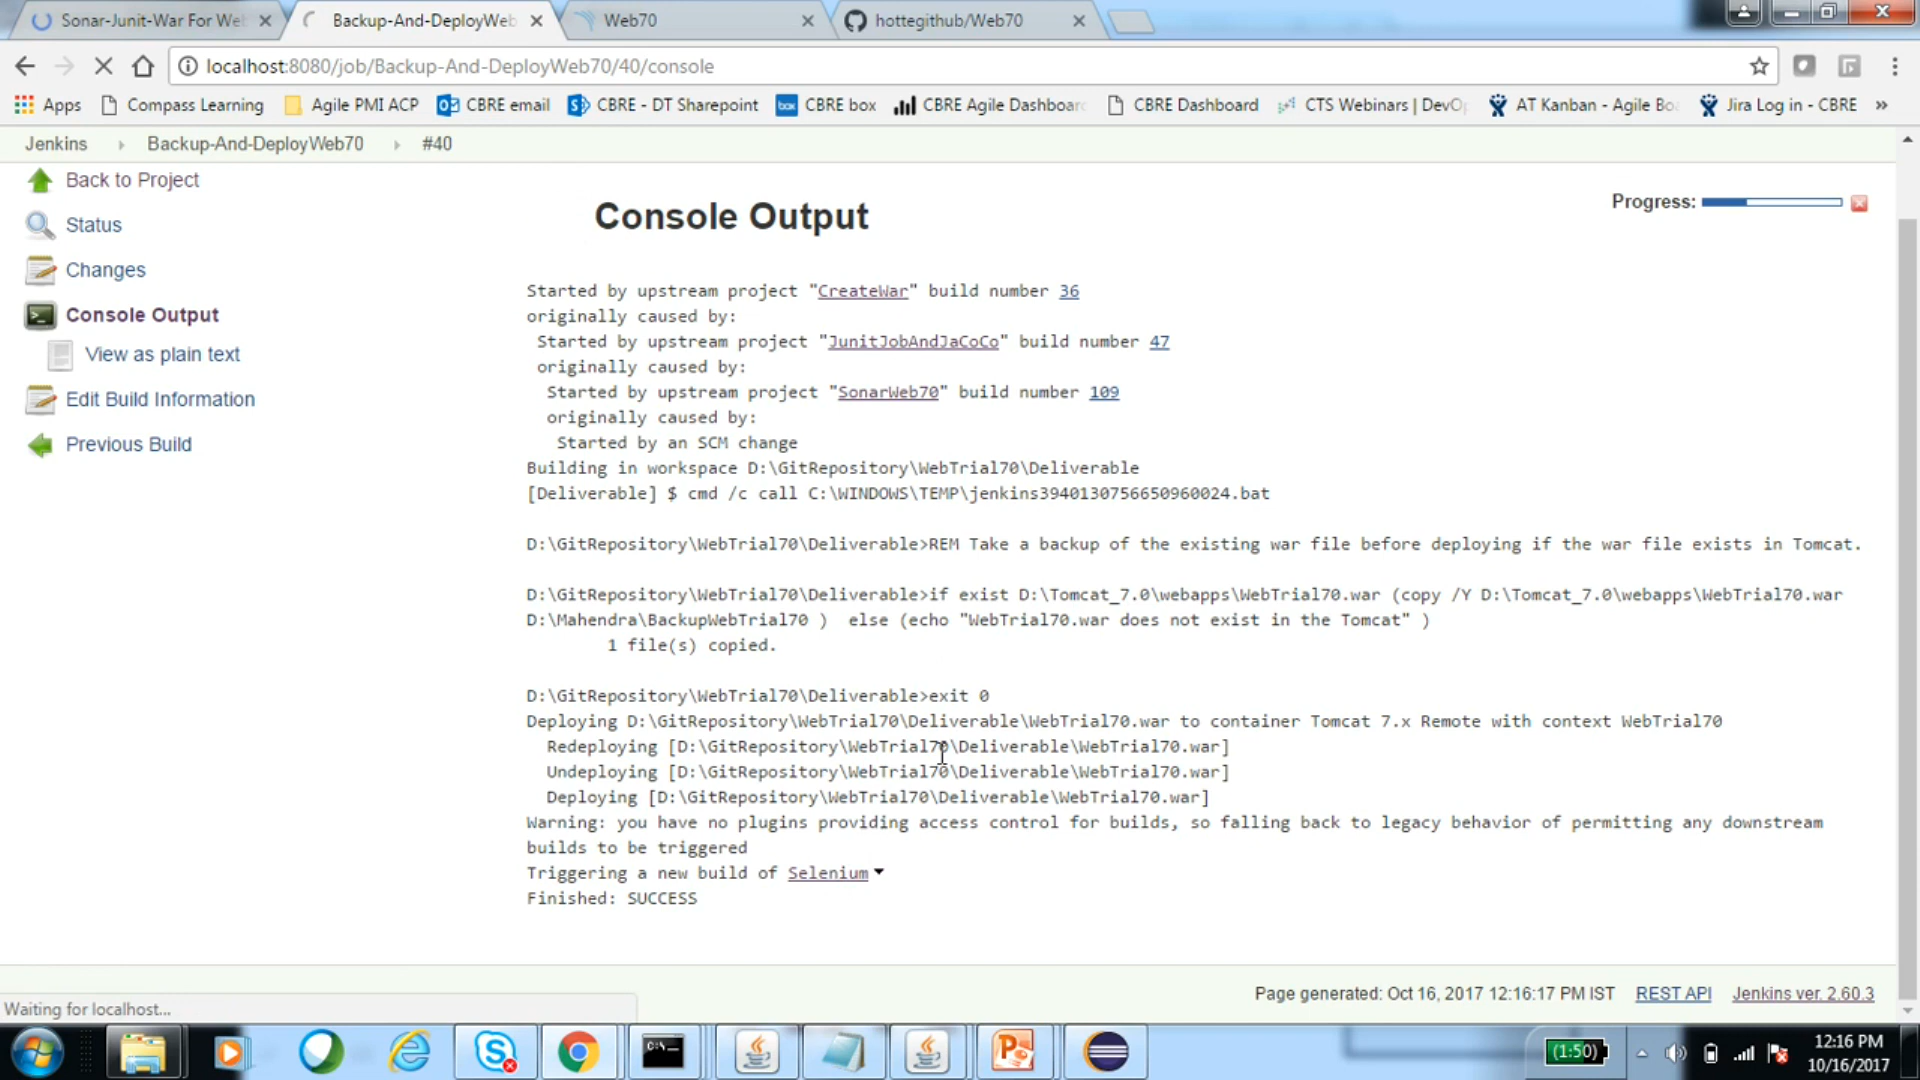 Sonar-Junit-War For Web
Backup-And-DeployWeb
Web70
hottegithub/Web70
localhost:8080/job/Backup-And-DeployWeb70/40/console
Apps
Compass Learning
Agile PMI ACP
CBRE email
CBRE - DT Sharepoint
box
CBRE box
CBRE Agile Dashboar
CBRE Dashboard
CTS Webinars | DevO
AT Kanban - Agile Bo
Jira Log in - CBRE
»
Jenkins
Backup-And-DeployWeb70
#40
Back to Project
Status
Changes
Console Output
View as plain text
Edit Build Information
Previous Build
Console Output
Progress:
Started by upstream project "CreateWar" build number 36
originally caused by:
Started by upstream project "JunitJobAndJaCoCo" build number 47
originally caused by:
Started by upstream project "SonarWeb70" build number 109
originally caused by:
Started by an SCM change
Building in workspace D:\GitRepository\WebTrial70\Deliverable
[Deliverable] $ cmd /c call C:\WINDOWS\TEMP\jenkins3940130756650960024.bat
D:\GitRepository\WebTrial70\Deliverable>REM Take a backup of the existing war file before deploying if the war file exists in Tomcat.
D:\GitRepository\WebTrial70\Deliverable>if exist D:\Tomcat_7.0\webapps\WebTrial70.war (copy /Y D:\Tomcat_7.0\webapps\WebTrial70.war
D:\Mahendra\BackupWebTrial70 )  else (echo "WebTrial70.war does not exist in the Tomcat" )
1 file(s) copied.
D:\GitRepository\WebTrial70\Deliverable>exit 0
Deploying D:\GitRepository\WebTrial70\Deliverable\WebTrial70.war to container Tomcat 7.x Remote with context WebTrial70
Redeploying [D:\GitRepository\WebTrial70\Deliverable\WebTrial70.war]
Undeploying [D:\GitRepository\WebTrial70\Deliverable\WebTrial70.war]
Deploying [D:\GitRepository\WebTrial70\Deliverable\WebTrial70.war]
Warning: you have no plugins providing access control for builds, so falling back to legacy behavior of permitting any downstream
builds to be triggered
Triggering a new build of Selenium
Finished: SUCCESS
Page generated: Oct 16, 2017 12:16:17 PM IST
REST API
Jenkins ver. 2.60.3
Waiting for localhost...
(1:50)
12:16 PM
10/16/2017